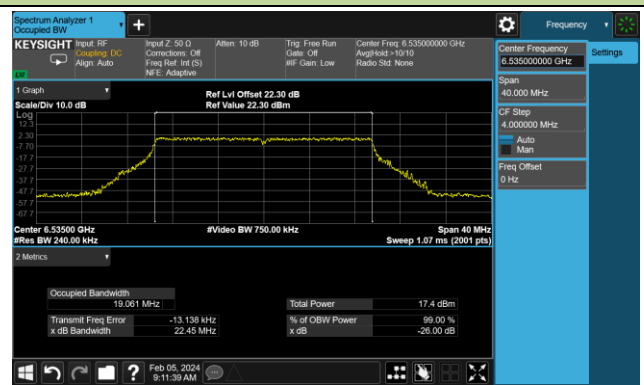 Spectrum Analyzer 1
Occupied BW
Frequency
KEYSIGHT
Input: RF
Coupling: DC
Align: Auto
Input Z: 50 Ω
Corrections: Off
Freq Ref: Int (S)
NFE: Adaptive
Atten: 10 dB
Trig: Free Run
Gate: Off
#IF Gain: Low
Center Freq: 6.535000000 GHz
Avg|Hold:>10/10
Radio Std: None
Center Frequency
6.535000000 GHz
Settings
Span
40.000 MHz
CF Step
4.000000 MHz
Auto
Man
Freq Offset
0 Hz
1 Graph
Scale/Div 10.0 dB
Ref Lvl Offset 22.30 dB
Ref Value 22.30 dBm
Log
12.3
2.30
-7.70
-17.7
-27.7
-37.7
-47.7
-57.7
-67.7
Center 6.53500 GHz
#Video BW 750.00 kHz
Span 40 MHz
#Res BW 240.00 kHz
Sweep 1.07 ms (2001 pts)
2 Metrics
Occupied Bandwidth
19.061 MHz
Total Power 17.4 dBm
Transmit Freq Error -13.138 kHz
% of OBW Power 99.00 %
x dB Bandwidth 22.45 MHz
x dB -26.00 dB
Feb 05, 2024
9:11:39 AM